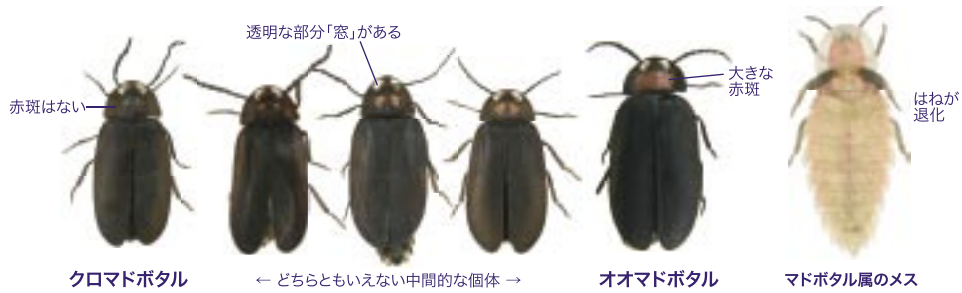 透明な部分「窓」がある
赤斑はない
大きな
赤斑
はねが
退化
クロマドボタル
← どちらともいえない中間的な個体 →
オオマドボタル
マドボタル属のメス